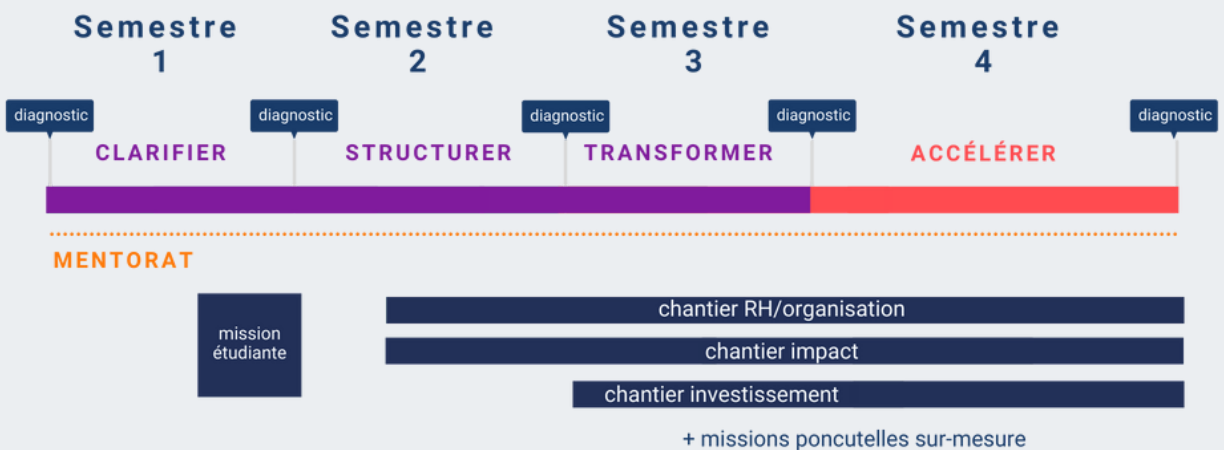 Semestre
1
Semestre
2
Semestre
3
Semestre
4
diagnostic
diagnostic
diagnostic
diagnostic
diagnostic
CLARIFIER
STRUCTURER
TRANSFORMER
ACCÉLÉRER
MENTORAT
mission
étudiante
chantier RH/organisation
chantier impact
chantier investissement
+ missions poncutelles sur-mesure